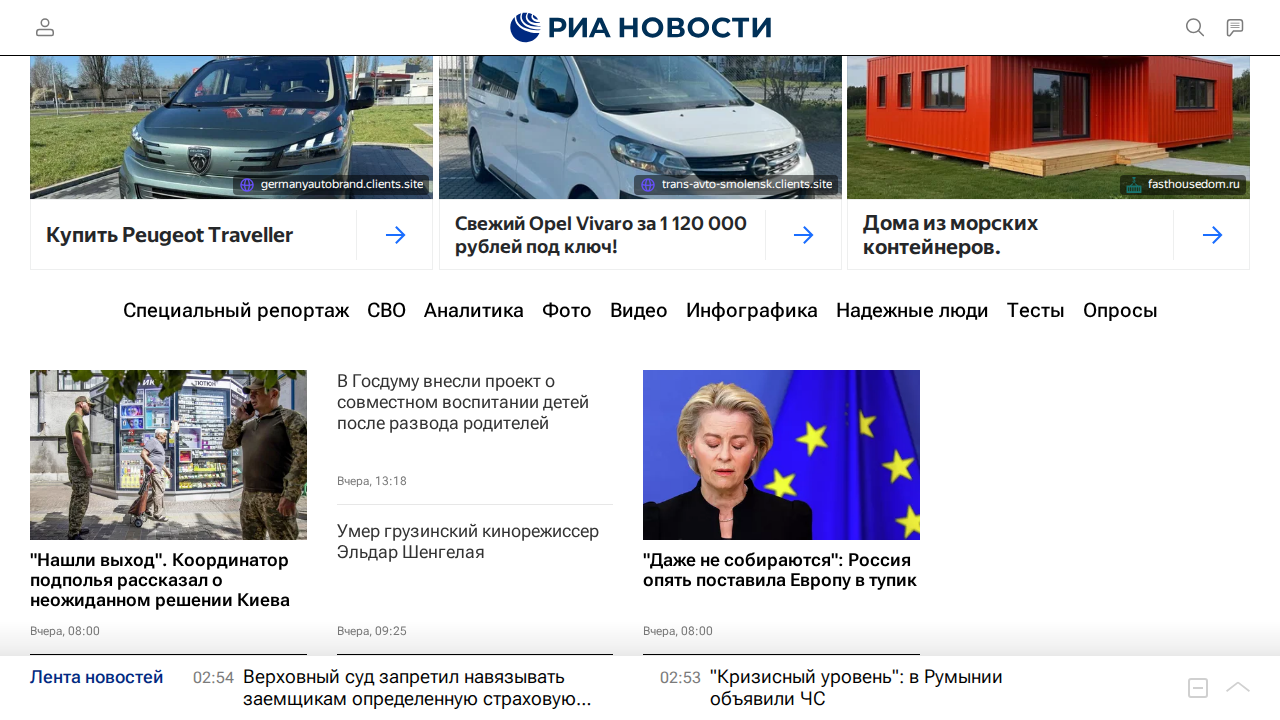 РИА НОВОСТИ
germanyautobrand.clients.site
trans-avto-smolensk.clients.site
fasthousedom.ru
Купить Peugeot Traveller
Свежий Opel Vivaro за 1 120 000
рублей под ключ!
Дома из морских
контейнеров.
Специальный репортаж СВО Аналитика Фото Видео Инфографика Надежные люди Тесты Опросы
"Нашли выход". Координатор
подполья рассказал о
неожиданном решении Киева
Вчера, 08:00
В Госдуму внесли проект о
совместном воспитании детей
после развода родителей
Вчера, 13:18
Умер грузинский кинорежиссер
Эльдар Шенгелая
Вчера, 09:25
"Даже не собираются": Россия
опять поставила Европу в тупик
Вчера, 08:00
Лента новостей
02:54 Верховный суд запретил навязывать
заемщикам определенную страховую...
02:53 "Кризисный уровень": в Румынии
объявили ЧС